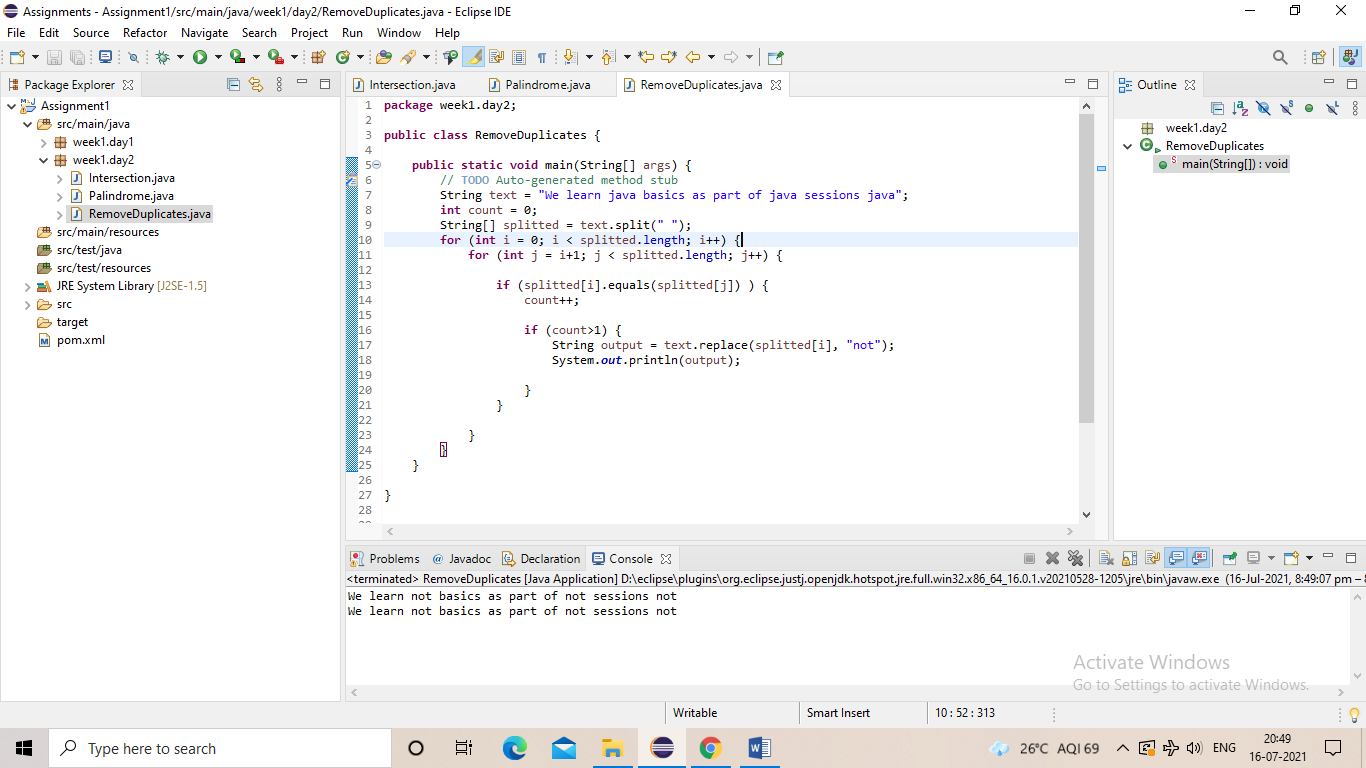 Assignments - Assignment1/src/main/java/week1/day2/RemoveDuplicates.java - Eclipse IDE
File Edit Source Refactor Navigate Search Project Run Window Help
Package Explorer
Assignment1
src/main/java
week1.day1
week1.day2
Intersection.java
Palindrome.java
RemoveDuplicates.java
src/main/resources
src/test/java
src/test/resources
JRE System Library [J2SE-1.5]
src
target
pom.xml
Intersection.java Palindrome.java RemoveDuplicates.java
1 package week1.day2;
2
3 public class RemoveDuplicates {
4
5 public static void main(String[] args) {
6 // TODO Auto-generated method stub
7 String text = "We learn java basics as part of java sessions java";
8 int count = 0;
9 String[] splitted = text.split(" ");
10 for (int i = 0; i < splitted.length; i++) {
11 for (int j = i+1; j < splitted.length; j++) {
12
13 if (splitted[i].equals(splitted[j]) ) {
14 count++;
15
16 if (count>1) {
17 String output = text.replace(splitted[i], "not");
18 System.out.println(output);
19
20 }
21 }
22
23 }
24 }
25 }
26
27 }
28
Outline
week1.day2
RemoveDuplicates
main(String[]) : void
Problems @ Javadoc Declaration Console
<terminated> RemoveDuplicates [Java Application] D:\eclipse\plugins\org.eclipse.justj.openjdk.hotspot.jre.full.win32.x86_64_16.0.1.v20210528-1205\jre\bin\javaw.exe (16-Jul-2021, 8:49:07 pm –
We learn not basics as part of not sessions not
We learn not basics as part of not sessions not
Activate Windows
Go to Settings to activate Windows.
Writable Smart Insert 10 : 52 : 313
Type here to search
26°C AQI 69 ENG 20:49
16-07-2021